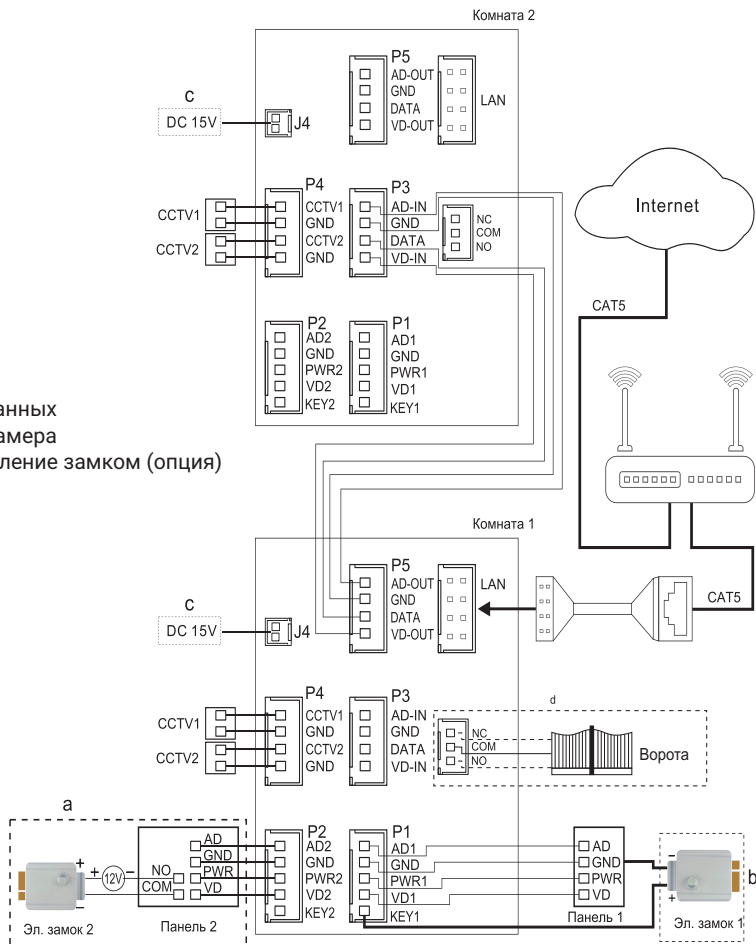 Комната 2
P5
AD-OUT
GND
DATA
VD-OUT
LAN
c
DC 15V
J4
P4
CCTV1
GND
CCTV2
GND
CCTV1
CCTV2
P3
AD-IN
GND
DATA
VD-IN
NC
COM
NO
P2
AD2
GND
PWR2
VD2
KEY2
P1
AD1
GND
PWR1
VD1
KEY1
Internet
CAT5
анных
амера
ление замком (опция)
Комната 1
P5
AD-OUT
GND
DATA
VD-OUT
LAN
CAT5
c
DC 15V
J4
P4
CCTV1
GND
CCTV2
GND
CCTV1
CCTV2
P3
AD-IN
GND
DATA
VD-IN
d
NC
COM
NO
Ворота
a
+
–
+ 12V –
NO
COM
AD
GND
PWR
VD
Эл. замок 2
Панель 2
P2
AD2
GND
PWR2
VD2
KEY2
P1
AD1
GND
PWR1
VD1
KEY1
AD
GND
PWR
VD
Панель 1
–
+
b
Эл. замок 1